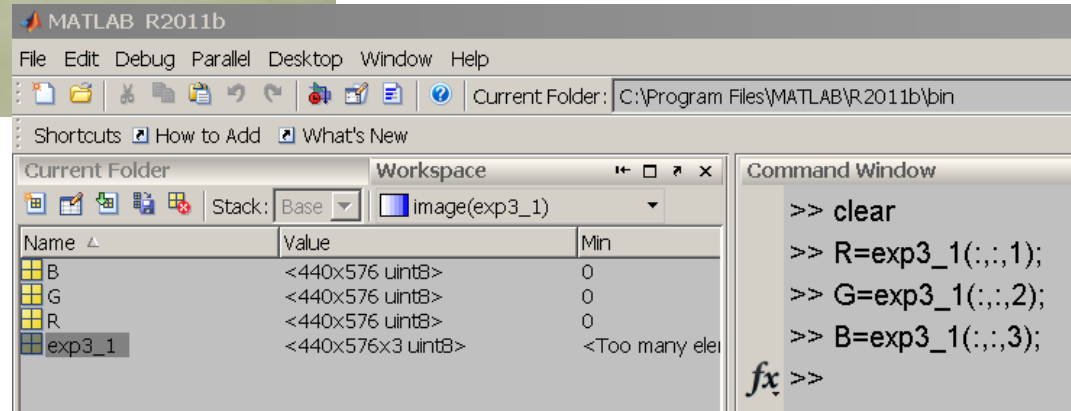 MATLAB R2011b
File Edit Debug Parallel Desktop Window Help
Current Folder: C:\Program Files\MATLAB\R2011b\bin
Shortcuts How to Add What's New
Current Folder Workspace
Stack: Base image(exp3_1)
Name Value Min
B <440x576 uint8> 0
G <440x576 uint8> 0
R <440x576 uint8> 0
exp3_1 <440x576x3 uint8> <Too many eler
Command Window
>> clear
>> R=exp3_1(:,:,1);
>> G=exp3_1(:,:,2);
>> B=exp3_1(:,:,3);
fx >>